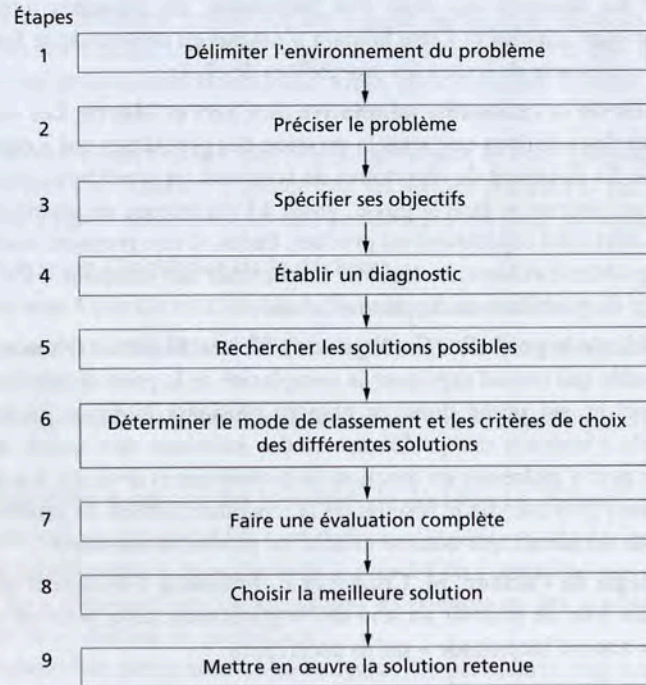 Étapes
1 Délimiter l'environnement du problème
2 Préciser le problème
3 Spécifier ses objectifs
4 Établir un diagnostic
5 Rechercher les solutions possibles
6 Déterminer le mode de classement et les critères de choix
des différentes solutions
7 Faire une évaluation complète
8 Choisir la meilleure solution
9 Mettre en œuvre la solution retenue